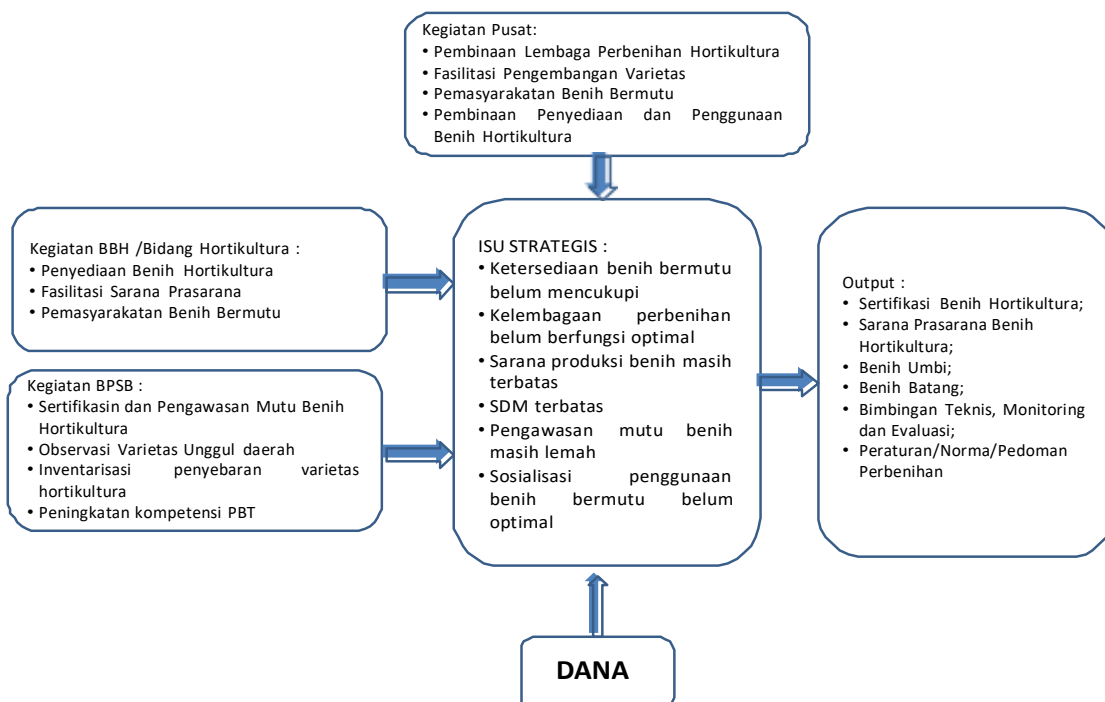 Kegiatan Pusat:
• Pembinaan Lembaga Perbenihan Hortikultura
• Fasilitasi Pengembangan Varietas
• Pemasyarakatan Benih Bermutu
• Pembinaan Penyediaan dan Penggunaan
Benih Hortikultura
Kegiatan BBH /Bidang Hortikultura :
• Penyediaan Benih Hortikultura
• Fasilitasi Sarana Prasarana
• Pemasyarakatan Benih Bermutu
Kegiatan BPSB :
• Sertifikasin dan Pengawasan Mutu Benih
Hortikultura
• Observasi Varietas Unggul daerah
• Inventarisasi penyebaran varietas
hortikultura
• Peningkatan kompetensi PBT
ISU STRATEGIS :
• Ketersediaan benih bermutu
belum mencukupi
• Kelembagaan perbenihan
belum berfungsi optimal
• Sarana produksi benih masih
terbatas
• SDM terbatas
• Pengawasan mutu benih
masih lemah
• Sosialisasi penggunaan
benih bermutu belum
optimal
Output :
• Sertifikasi Benih Hortikultura;
• Sarana Prasarana Benih
Hortikultura;
• Benih Umbi;
• Benih Batang;
• Bimbingan Teknis, Monitoring
dan Evaluasi;
• Peraturan/Norma/Pedoman
Perbenihan
DANA